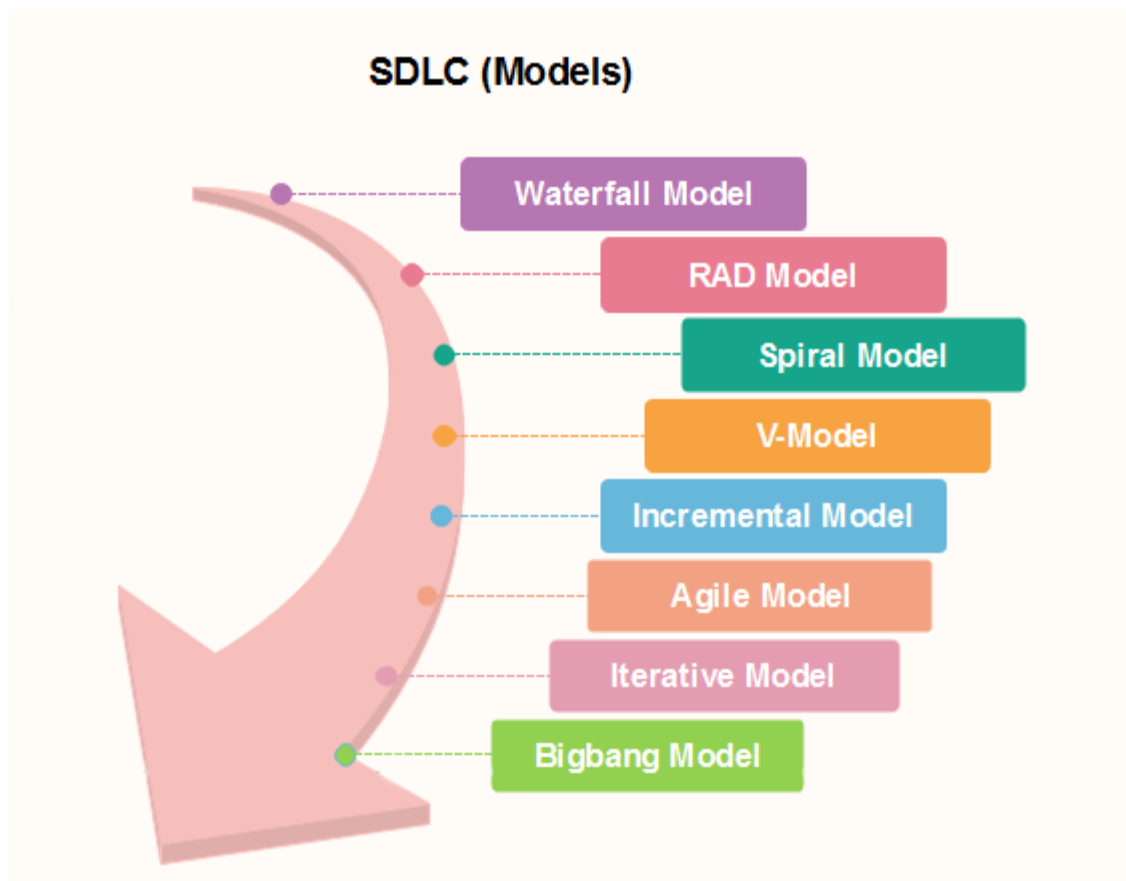 SDLC (Models)
Waterfall Model
RAD Model
Spiral Model
V-Model
Incremental Model
Agile Model
Iterative Model
Bigbang Model